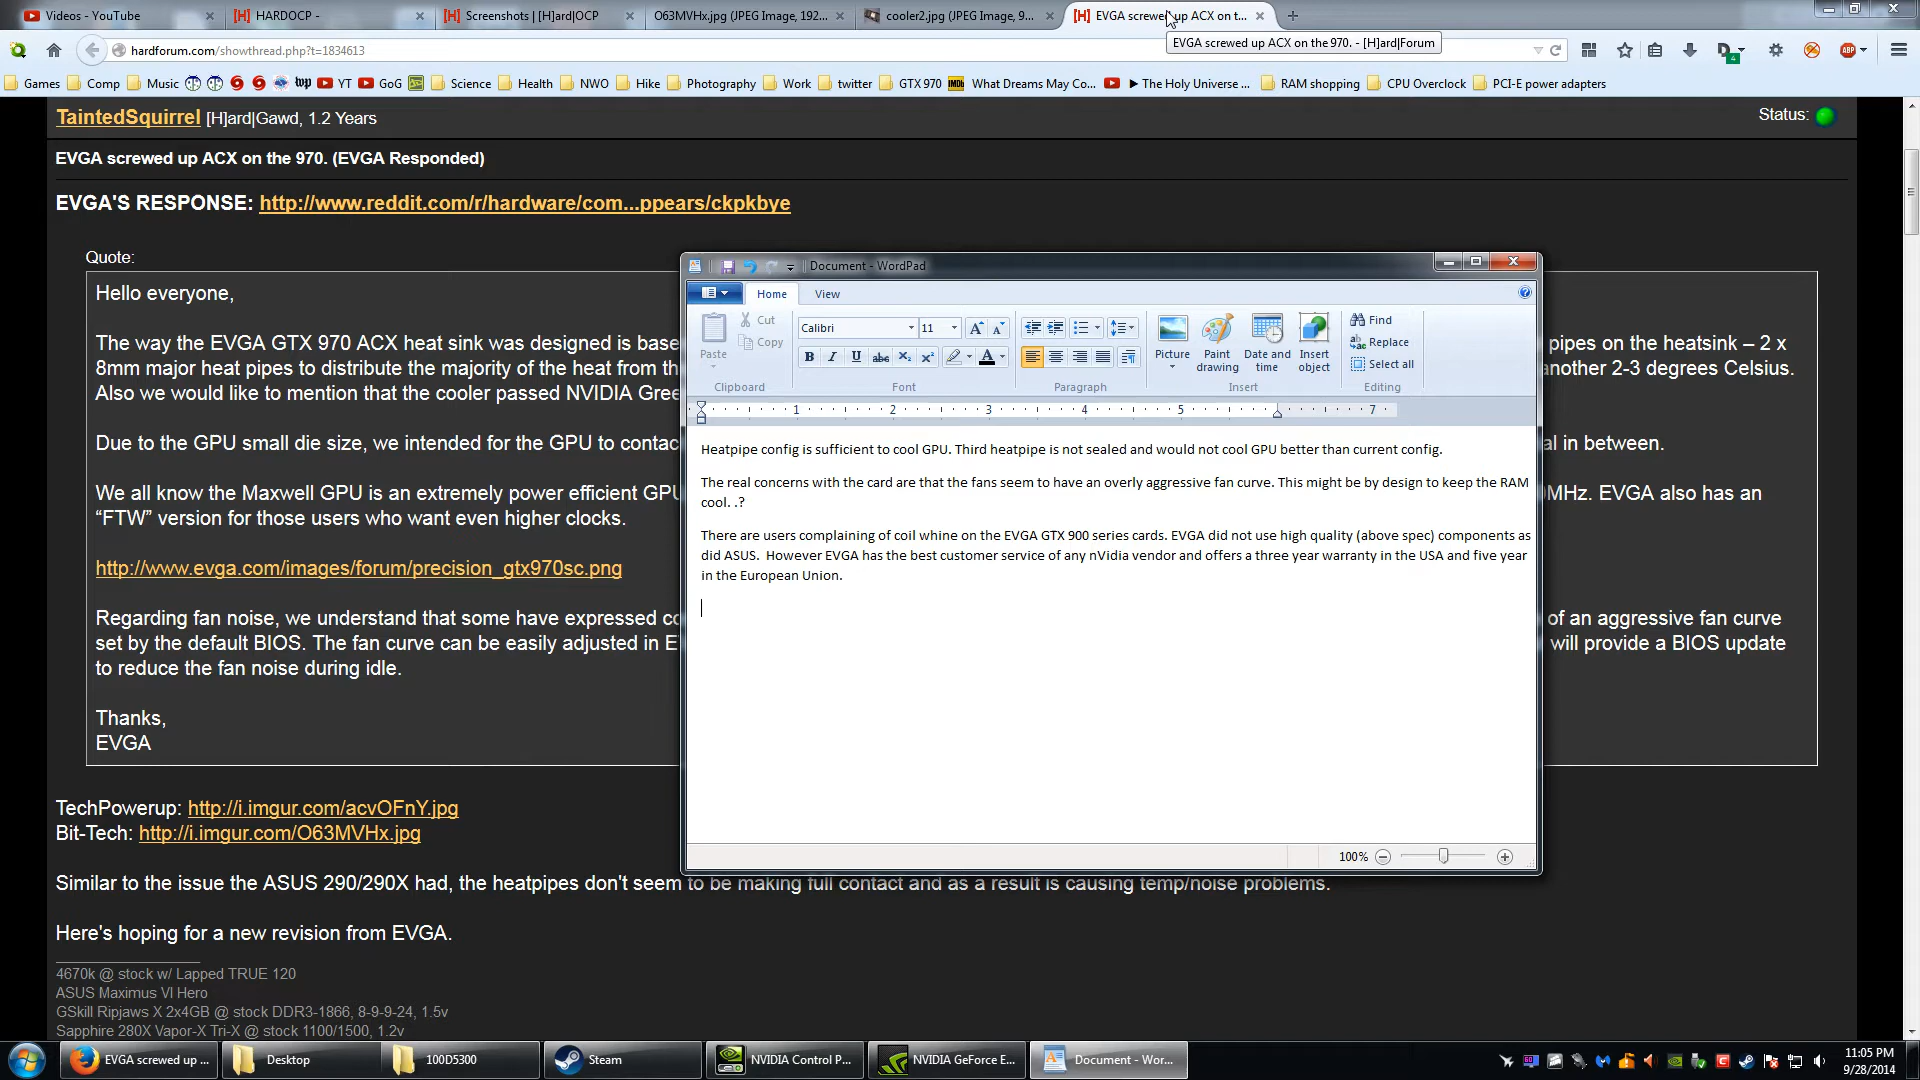 Videos - YouTube
HARDOCP -
Screenshots | [H]ard|OCP
O63MVHx.jpg (JPEG Image, 192...
cooler2.jpg (JPEG Image, 9...
EVGA screwed up ACX on t...
hardforum.com/showthread.php?t=1834613
EVGA screwed up ACX on the 970. - [H]ard|Forum
Games
Comp
Music
YT
GoG
Science
Health
NWO
Hike
Photography
Work
twitter
GTX 970
What Dreams May Co...
► The Holy Universe ...
RAM shopping
CPU Overclock
PCI-E power adapters
TaintedSquirrel [H]ard|Gawd, 1.2 Years
Status:
EVGA screwed up ACX on the 970. (EVGA Responded)
EVGA'S RESPONSE: http://www.reddit.com/r/hardware/com...ppears/ckpkbye
Quote:
Hello everyone,
The way the EVGA GTX 970 ACX heat sink was designed is base
pipes on the heatsink – 2 x
8mm major heat pipes to distribute the majority of the heat from th
another 2-3 degrees Celsius.
Also we would like to mention that the cooler passed NVIDIA Gree
Due to the GPU small die size, we intended for the GPU to contac
al in between.
We all know the Maxwell GPU is an extremely power efficient GPU
0MHz. EVGA also has an
“FTW” version for those users who want even higher clocks.
http://www.evga.com/images/forum/precision_gtx970sc.png
Regarding fan noise, we understand that some have expressed co
of an aggressive fan curve
set by the default BIOS. The fan curve can be easily adjusted in E
will provide a BIOS update
to reduce the fan noise during idle.
Thanks,
EVGA
TechPowerup: http://i.imgur.com/acvOFnY.jpg
Bit-Tech: http://i.imgur.com/O63MVHx.jpg
Similar to the issue the ASUS 290/290X had, the heatpipes don't seem to be making full contact and as a result is causing temp/noise problems.
Here's hoping for a new revision from EVGA.
4670k @ stock w/ Lapped TRUE 120
ASUS Maximus VI Hero
GSkill Ripjaws X 2x4GB @ stock DDR3-1866, 8-9-9-24, 1.5v
Sapphire 280X Vapor-X Tri-X @ stock 1100/1500, 1.2v
Document - WordPad
Home
View
Paste
Cut
Copy
Clipboard
Calibri
11
Font
Paragraph
Picture
Paint drawing
Date and time
Insert object
Insert
Find
Replace
Select all
Editing
1 2 3 4 5 7
Heatpipe config is sufficient to cool GPU. Third heatpipe is not sealed and would not cool GPU better than current config.
The real concerns with the card are that the fans seem to have an overly aggressive fan curve. This might be by design to keep the RAM
cool. .?
There are users complaining of coil whine on the EVGA GTX 900 series cards. EVGA did not use high quality (above spec) components as
did ASUS.  However EVGA has the best customer service of any nVidia vendor and offers a three year warranty in the USA and five year
in the European Union.
100%
EVGA screwed up ...
Desktop
100D5300
Steam
NVIDIA Control P...
NVIDIA GeForce E...
Document - Wor...
11:05 PM
9/28/2014